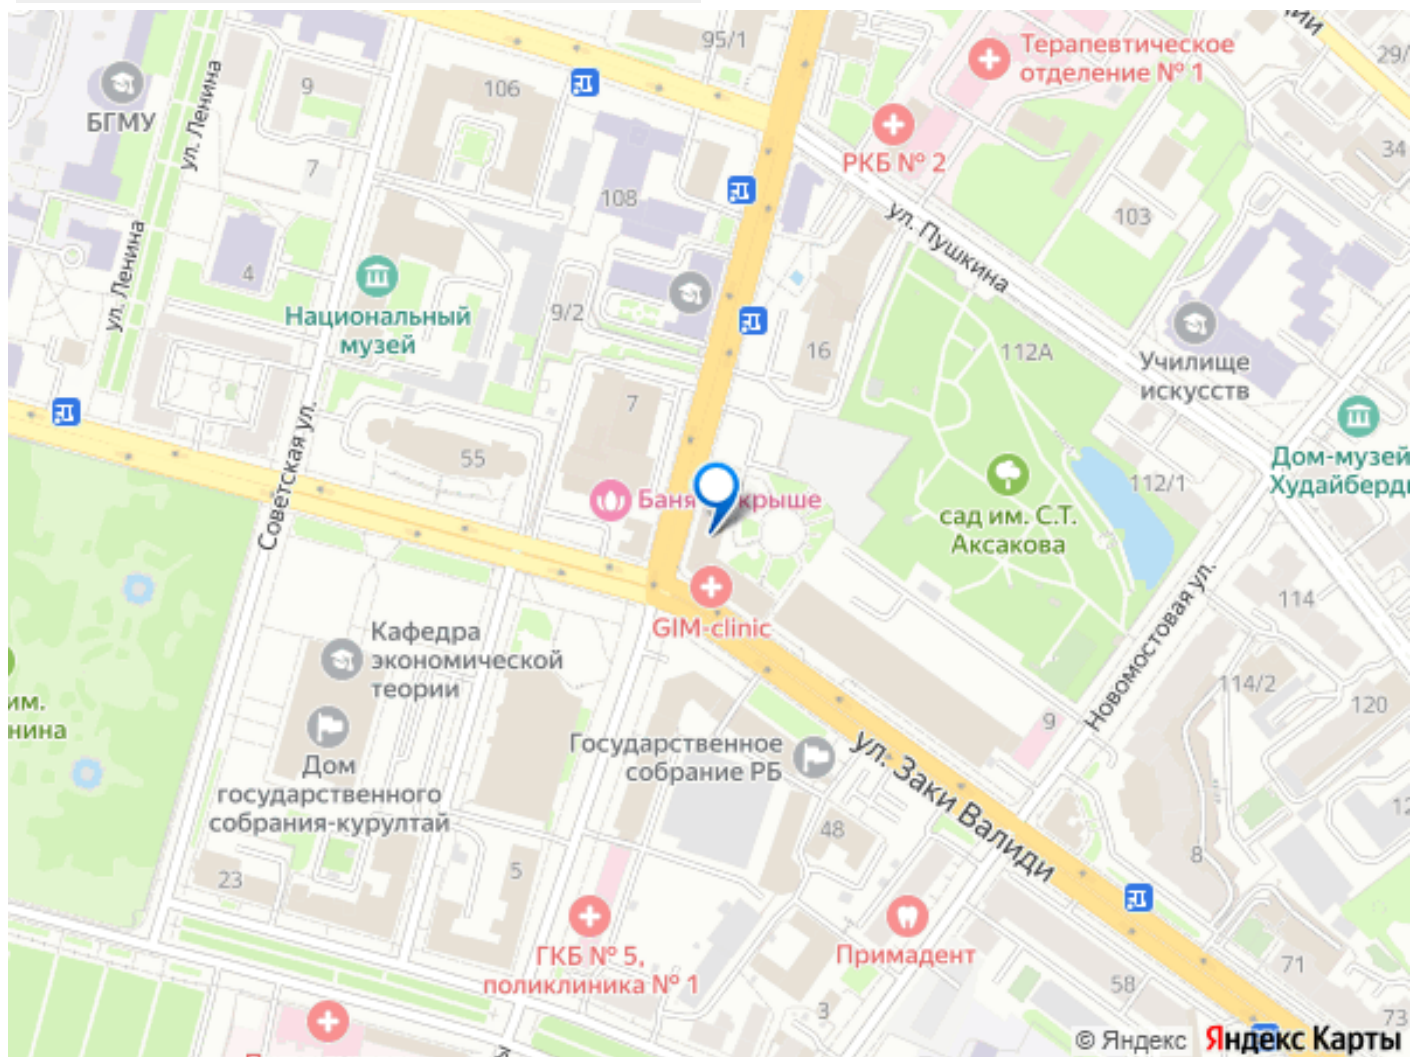 95/1
Терапевтическое
отделение № 1
29/
9
106
БГМУ
ул. Ленина
РКБ № 2
34
7
108
103
ул. Пушкина
ул. Ленина
4
Национальный
музей
9/2
16
112А
Училище
искусств
7
Советская ул.
55
Дом-музей
Худайберд
Баня
крыше
112/1
сад им. С.Т.
Аксакова
GIM-clinic
114
Новомостовая ул.
Кафедра
экономической
теории
114/2
120
им.
нина
9
Государственное
собрание РБ
ул. Заки Валиди
Дом
государственного
собрания-курултай
48
8
12
23
5
ГКБ № 5,
поликлиника № 1
Примадент
71
58
3
73
© Яндекс Яндекс Карты